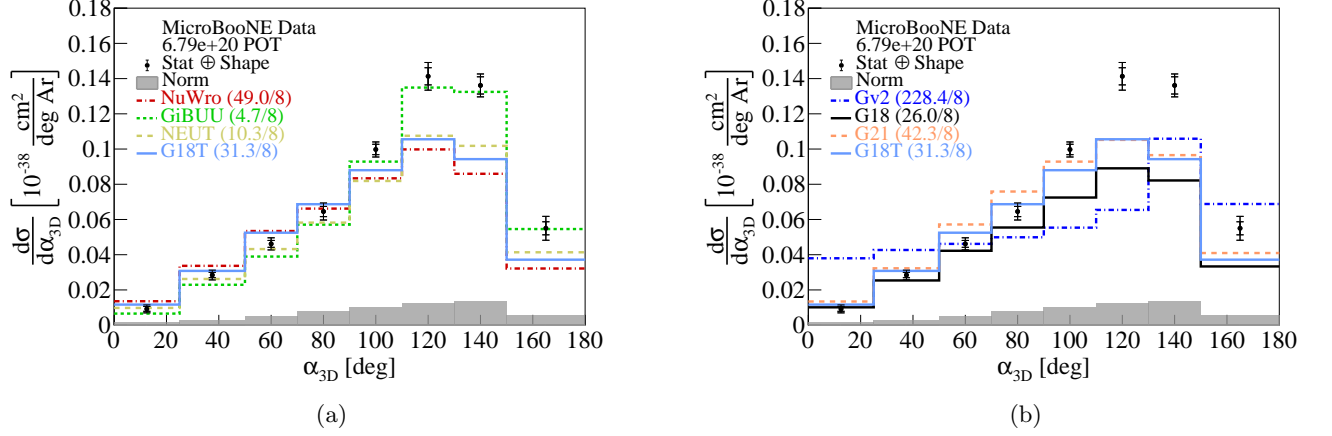 MicroBooNE Data
6.79e+20 POT
Stat ⊕ Shape
Norm
NuWro (49.0/8)
GiBUU (4.7/8)
NEUT (10.3/8)
G18T (31.3/8)
0.18
0.16
0.14
0.12
0.1
0.08
0.06
0.04
0.02
0
dσ/dα3D [10^-38 cm^2/deg Ar]
0 20 40 60 80 100 120 140 160 180
α3D [deg]
(a)
MicroBooNE Data
6.79e+20 POT
Stat ⊕ Shape
Norm
Gv2 (228.4/8)
G18 (26.0/8)
G21 (42.3/8)
G18T (31.3/8)
0.18
0.16
0.14
0.12
0.1
0.08
0.06
0.04
0.02
0
dσ/dα3D [10^-38 cm^2/deg Ar]
0 20 40 60 80 100 120 140 160 180
α3D [deg]
(b)